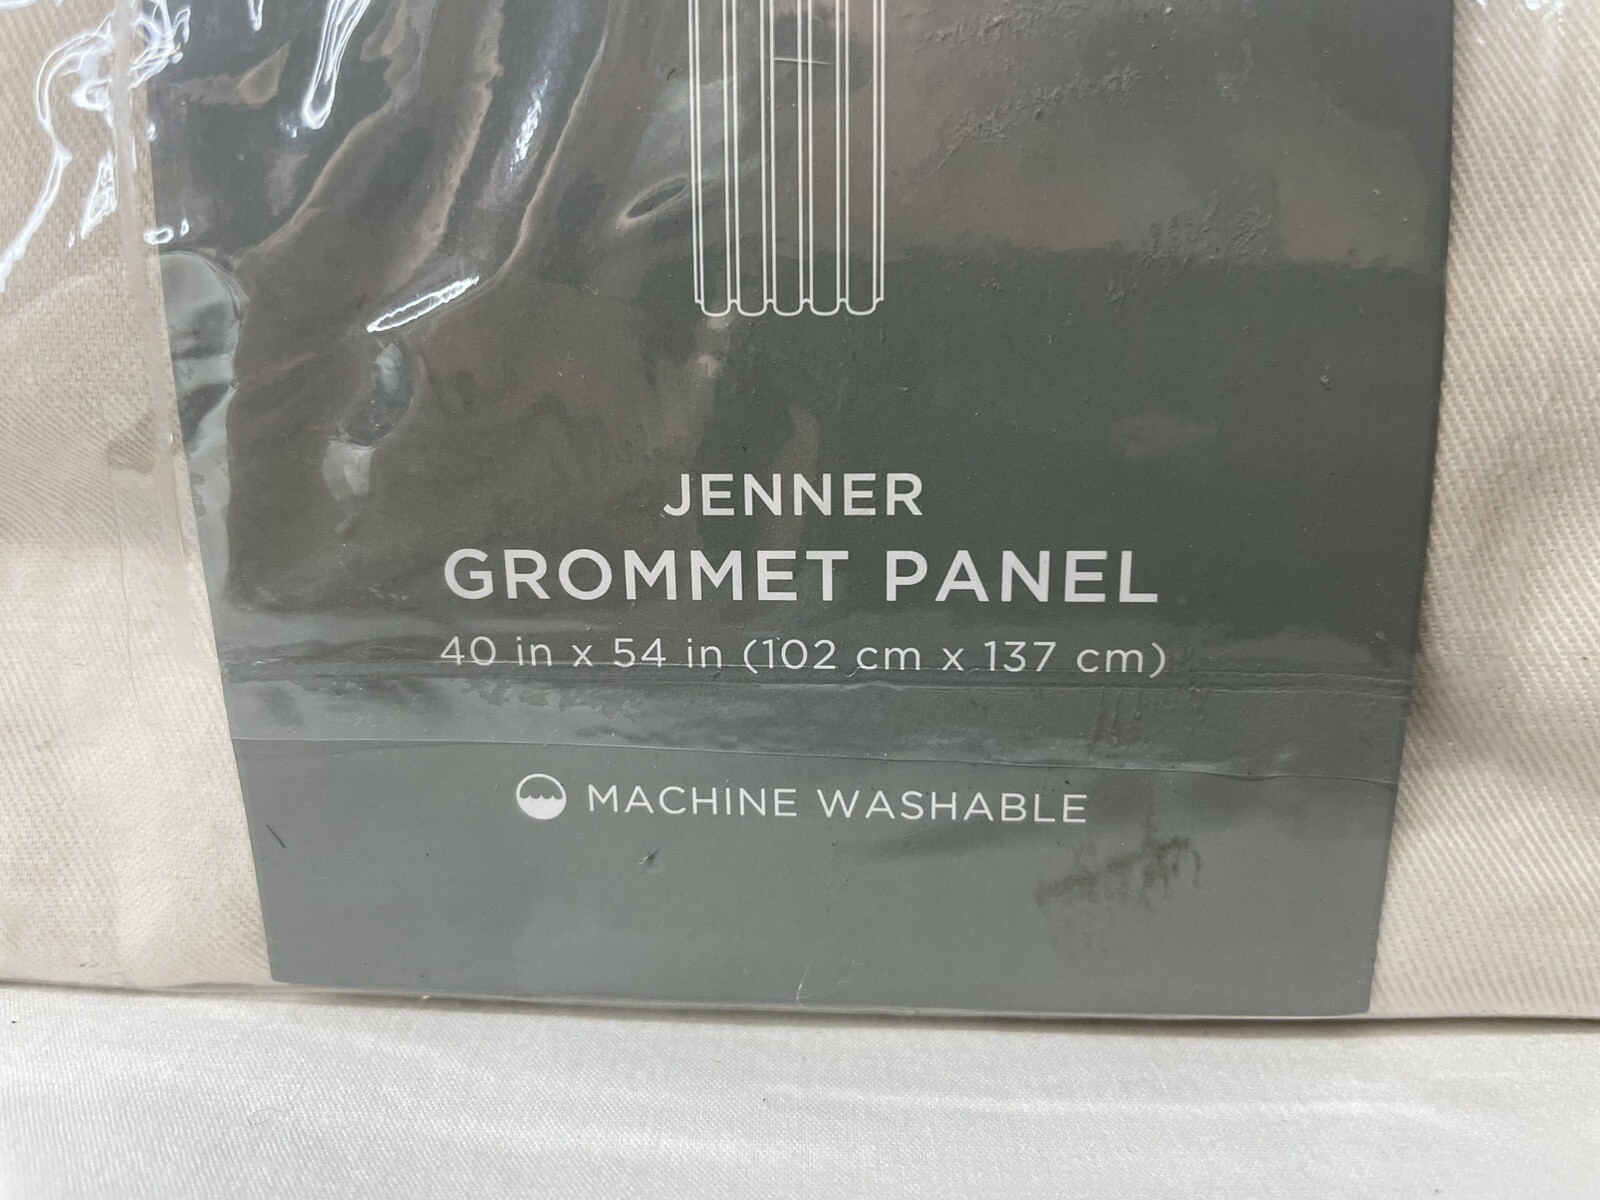 JENNER
GROMMET PANEL
40 in x 54 in (102 cm x 137 cm)
MACHINE WASHABLE